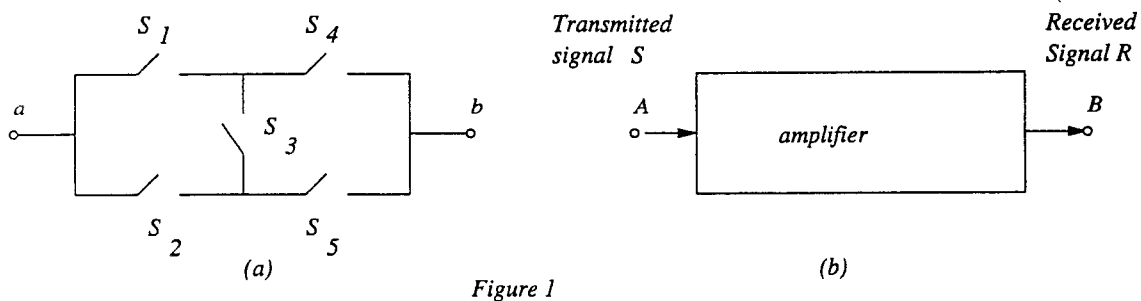 S 1
S 4
a
S 3
b
S 2
S 5
(a)
Transmitted
signal S
Received
Signal R
A
amplifier
B
(b)
Figure 1